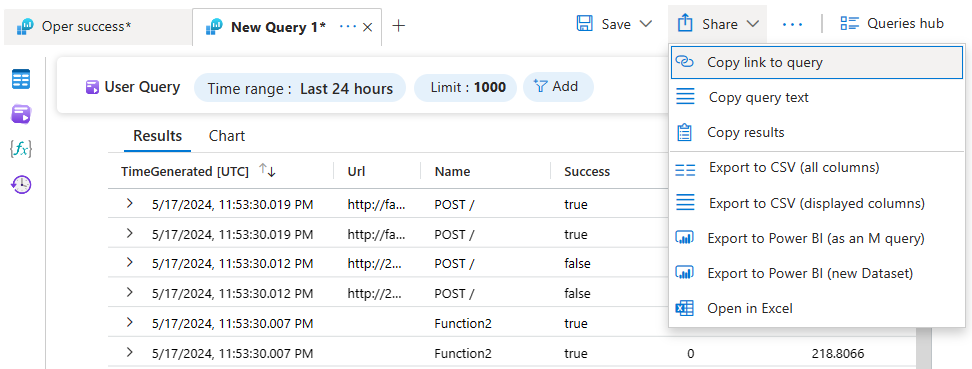 Oper success*
New Query 1*
Save
Share
Queries hub
User Query
Time range : Last 24 hours
Limit : 1000
Add
Copy link to query
Copy query text
Copy results
Export to CSV (all columns)
Export to CSV (displayed columns)
Export to Power BI (as an M query)
Export to Power BI (new Dataset)
Open in Excel
Results Chart
TimeGenerated [UTC] Url Name Success
5/17/2024, 11:53:30.019 PM http://fa... POST / true
5/17/2024, 11:53:30.019 PM http://fa... POST / true
5/17/2024, 11:53:30.012 PM http://2... POST / false
5/17/2024, 11:53:30.012 PM http://2... POST / false
5/17/2024, 11:53:30.007 PM Function2 true
5/17/2024, 11:53:30.007 PM Function2 true 0 218.8066